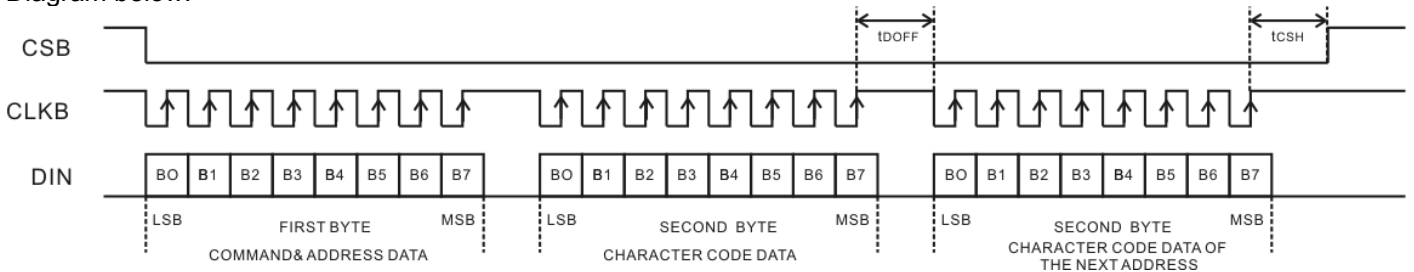 Diagram below.
tDOFF tCSH
CSB
CLKB
DIN BO B1 B2 B3 B4 B5 B6 B7 BO B1 B2 B3 B4 B5 B6 B7 BO B1 B2 B3 B4 B5 B6 B7
LSB FIRST BYTE MSB LSB SECOND BYTE MSB LSB SECOND BYTE MSB
COMMAND& ADDRESS DATA CHARACTER CODE DATA CHARACTER CODE DATA OF
THE NEXT ADDRESS